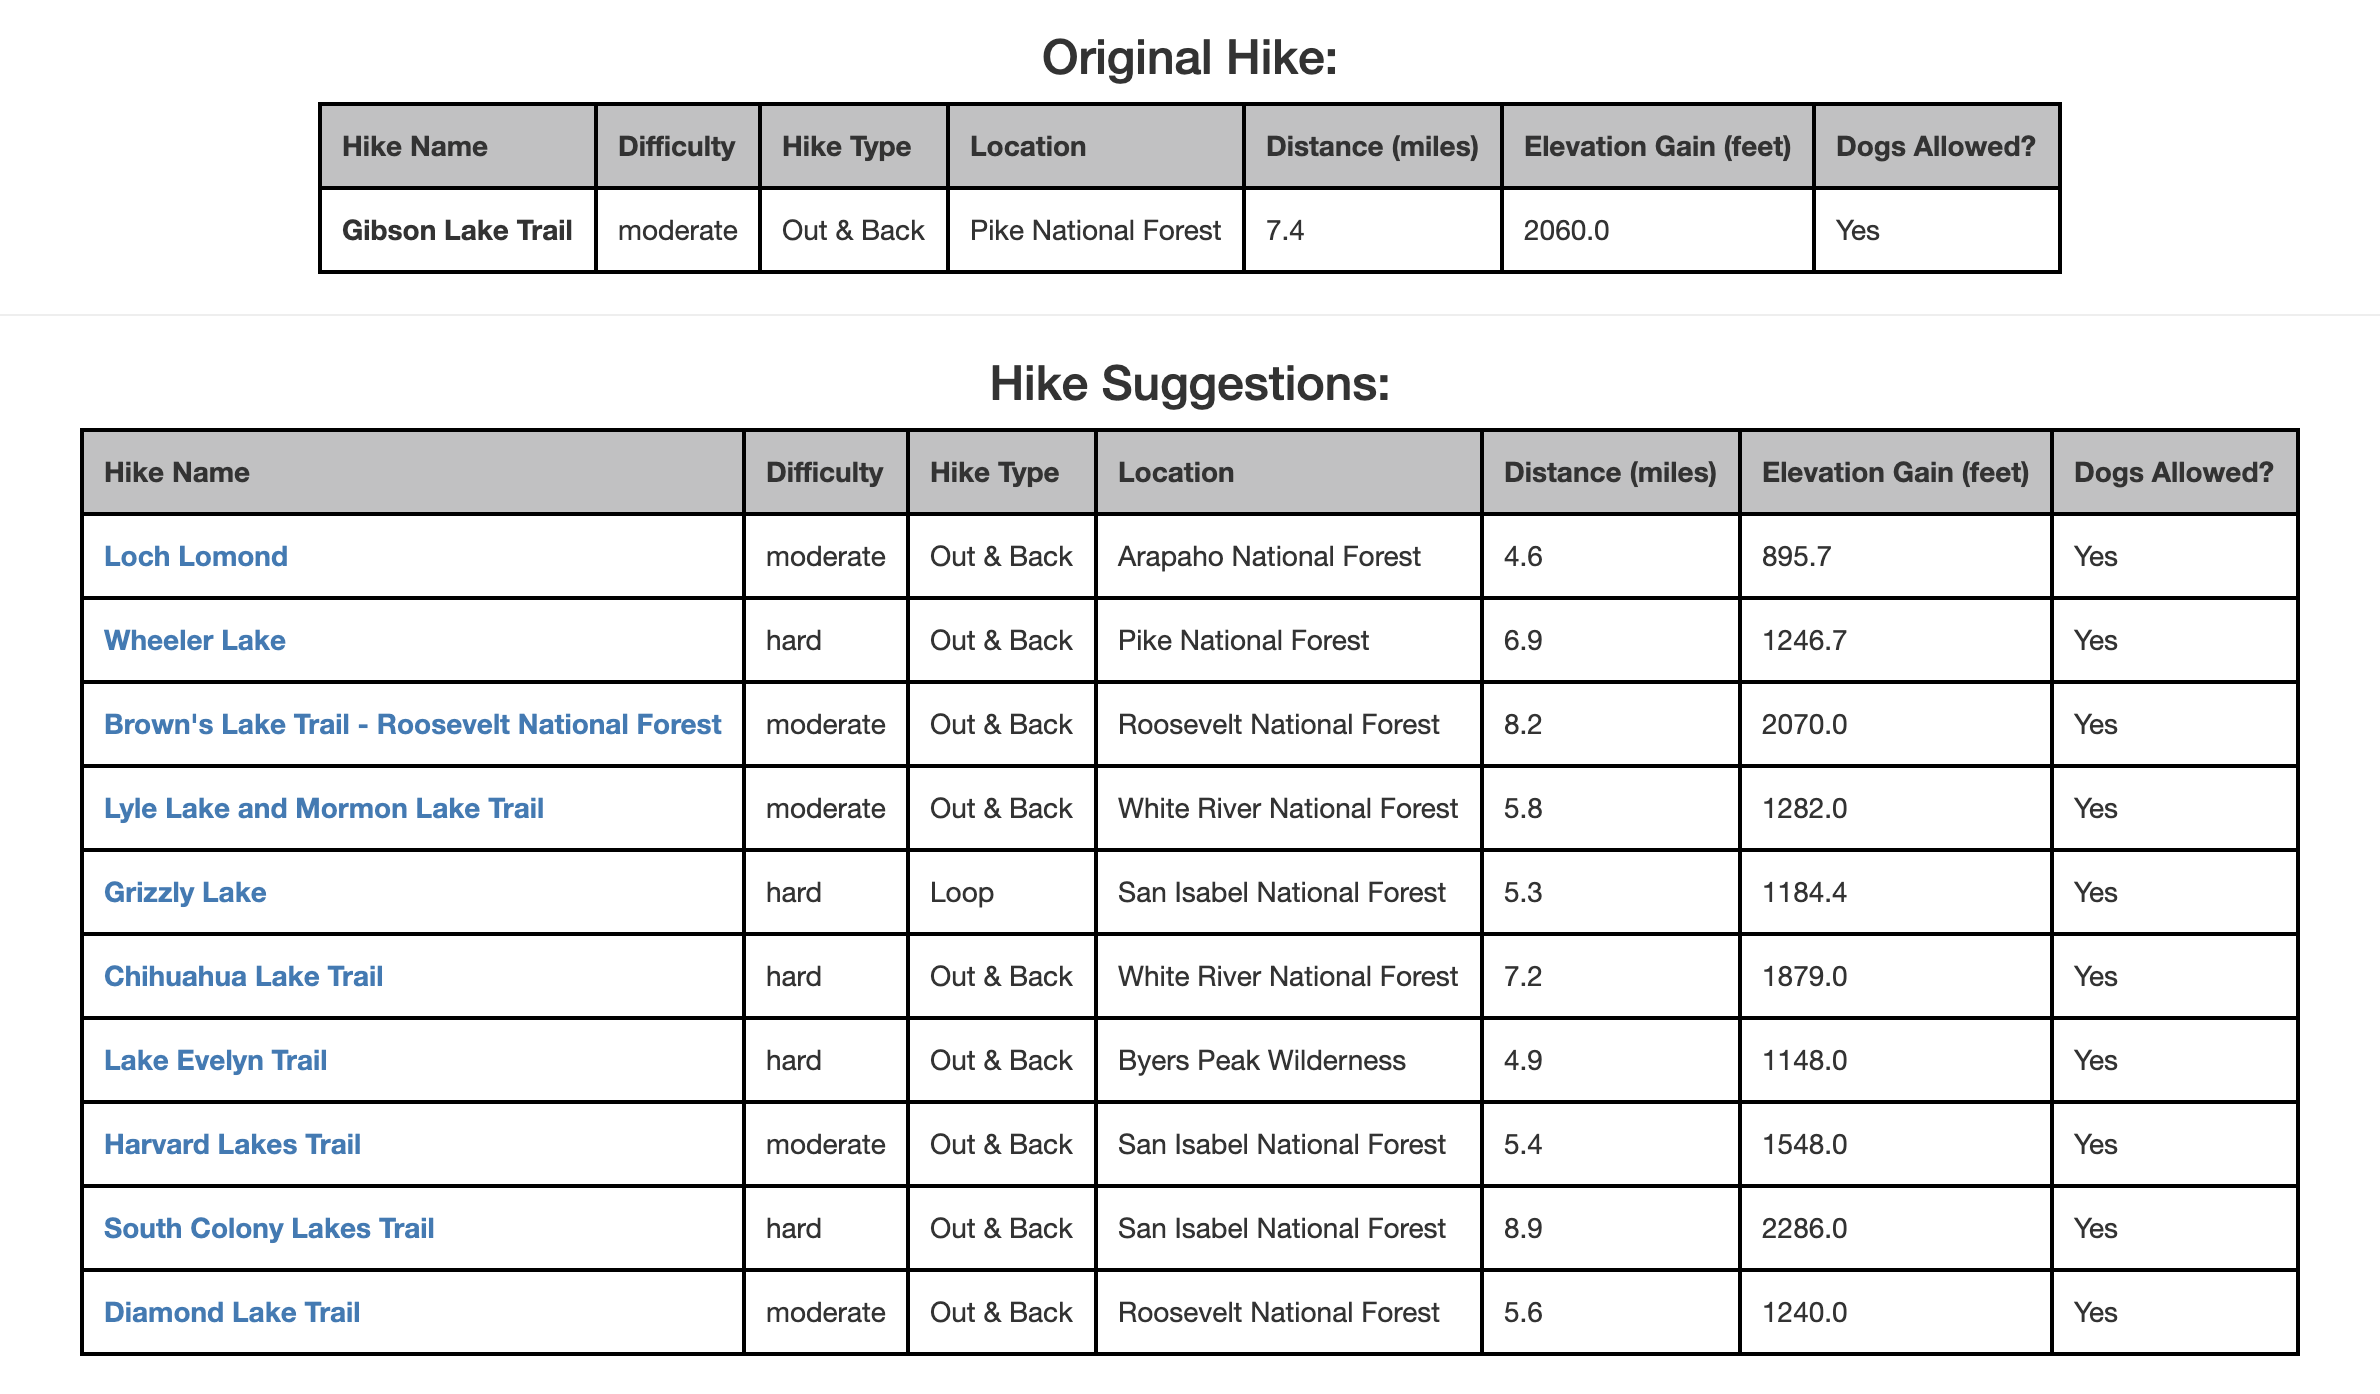 Original Hike:
Hike Name Difficulty Hike Type Location Distance (miles) Elevation Gain (feet) Dogs Allowed?
Gibson Lake Trail moderate Out & Back Pike National Forest 7.4 2060.0 Yes
Hike Suggestions:
Hike Name Difficulty Hike Type Location Distance (miles) Elevation Gain (feet) Dogs Allowed?
Loch Lomond moderate Out & Back Arapaho National Forest 4.6 895.7 Yes
Wheeler Lake hard Out & Back Pike National Forest 6.9 1246.7 Yes
Brown's Lake Trail - Roosevelt National Forest moderate Out & Back Roosevelt National Forest 8.2 2070.0 Yes
Lyle Lake and Mormon Lake Trail moderate Out & Back White River National Forest 5.8 1282.0 Yes
Grizzly Lake hard Loop San Isabel National Forest 5.3 1184.4 Yes
Chihuahua Lake Trail hard Out & Back White River National Forest 7.2 1879.0 Yes
Lake Evelyn Trail hard Out & Back Byers Peak Wilderness 4.9 1148.0 Yes
Harvard Lakes Trail moderate Out & Back San Isabel National Forest 5.4 1548.0 Yes
South Colony Lakes Trail hard Out & Back San Isabel National Forest 8.9 2286.0 Yes
Diamond Lake Trail moderate Out & Back Roosevelt National Forest 5.6 1240.0 Yes